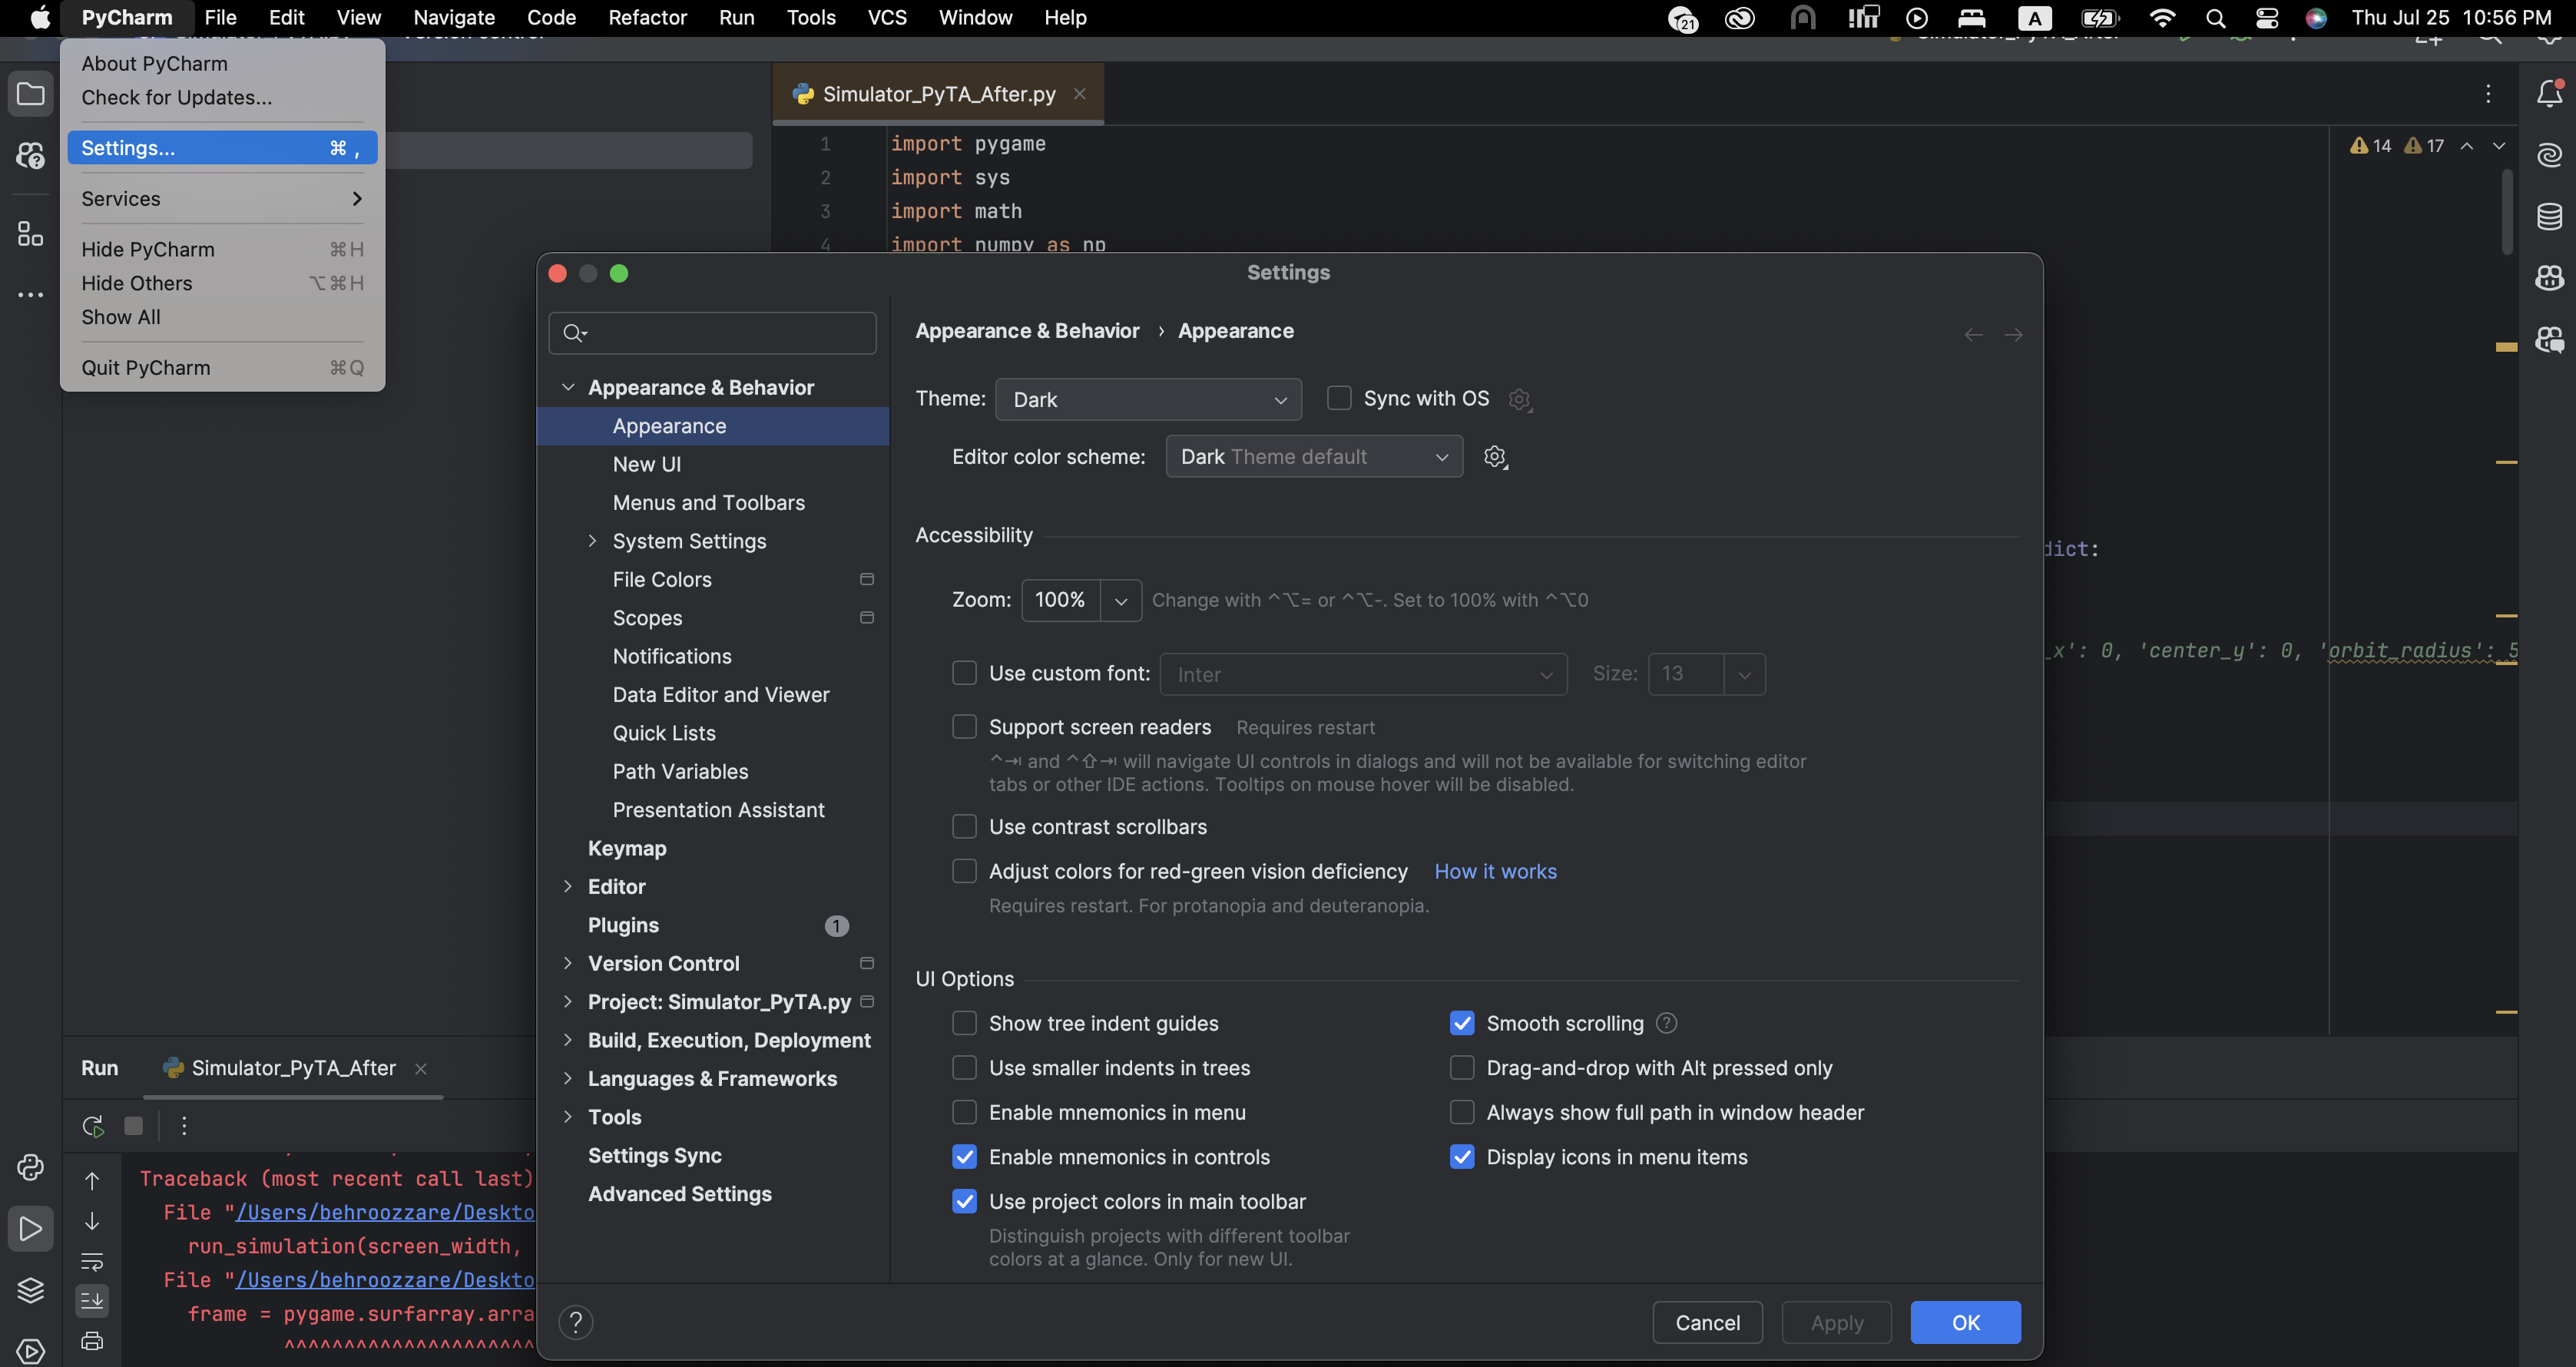 PyCharm File Edit View Navigate Code Refactor Run Tools VCS Window Help
21 A Thu Jul 25 10:56 PM
About PyCharm
Check for Updates...
Settings... ⌘ ,
Services
Hide PyCharm ⌘H
Hide Others ⌥⌘H
Show All
Quit PyCharm ⌘Q
Simulator_PyTA_After.py
14 17
1 import pygame
2 import sys
3 import math
4 import numpy as np
dict:
_x': 0, 'center_y': 0, 'orbit_radius': 5
Settings
Appearance & Behavior
Appearance
New UI
Menus and Toolbars
System Settings
File Colors
Scopes
Notifications
Data Editor and Viewer
Quick Lists
Path Variables
Presentation Assistant
Keymap
Editor
Plugins 1
Version Control
Project: Simulator_PyTA.py
Build, Execution, Deployment
Languages & Frameworks
Tools
Settings Sync
Advanced Settings
Appearance & Behavior › Appearance
Theme: Dark Sync with OS
Editor color scheme: Dark Theme default
Accessibility
Zoom: 100% Change with ^⌥= or ^⌥-. Set to 100% with ^⌥0
Use custom font: Inter Size: 13
Support screen readers Requires restart
^⇥ and ^⇧⇥ will navigate UI controls in dialogs and will not be available for switching editor
tabs or other IDE actions. Tooltips on mouse hover will be disabled.
Use contrast scrollbars
Adjust colors for red-green vision deficiency How it works
Requires restart. For protanopia and deuteranopia.
UI Options
Show tree indent guides
Smooth scrolling ?
Use smaller indents in trees
Drag-and-drop with Alt pressed only
Enable mnemonics in menu
Always show full path in window header
Enable mnemonics in controls
Display icons in menu items
Use project colors in main toolbar
Distinguish projects with different toolbar
colors at a glance. Only for new UI.
? Cancel Apply OK
Run Simulator_PyTA_After
Traceback (most recent call last)
File "/Users/behroozzare/Deskto
run_simulation(screen_width,
File "/Users/behroozzare/Deskto
frame = pygame.surfarray.arra
^^^^^^^^^^^^^^^^^^^^^